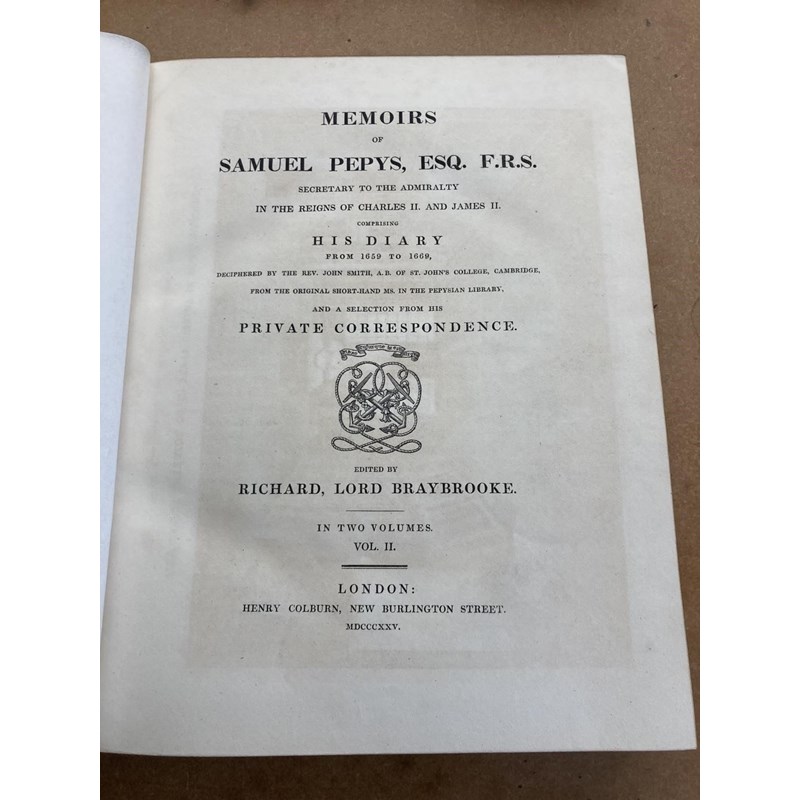 MEMOIRS
OF
SAMUEL PEPYS, ESQ. F.R.S.
SECRETARY TO THE ADMIRALTY
IN THE REIGNS OF CHARLES II. AND JAMES II.
COMPRISING
HIS DIARY
FROM 1659 TO 1669,
DECIPHERED BY THE REV. JOHN SMITH, A.B. OF ST. JOHN'S COLLEGE, CAMBRIDGE,
FROM THE ORIGINAL SHORT-HAND MS. IN THE PEPYSIAN LIBRARY,
AND A SELECTION FROM HIS
PRIVATE CORRESPONDENCE.
EDITED BY
RICHARD, LORD BRAYBROOKE.
IN TWO VOLUMES.
VOL. II.
LONDON:
HENRY COLBURN, NEW BURLINGTON STREET.
MDCCCXXV.